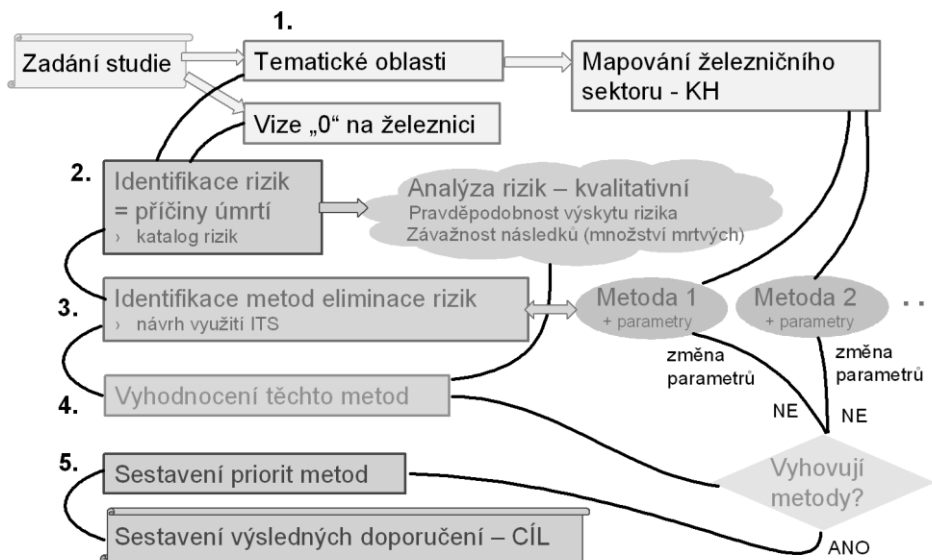 1.
Zadání studie
Tematické oblasti
Mapování železničního
sektoru - KH
Vize „0" na železnici
2.
Identifikace rizik
= příčiny úmrtí
› katalog rizik
Analýza rizik – kvalitativní
Pravděpodobnost výskytu rizika
Závažnost následků (množství mrtvých)
3.
Identifikace metod eliminace rizik
› návrh využití ITS
Metoda 1
+ parametry
Metoda 2
+ parametry
..
změna
parametrů
změna
parametrů
4.
Vyhodnocení těchto metod
NE
NE
Vyhovují
metody?
5.
Sestavení priorit metod
Sestavení výsledných doporučení – CÍL
ANO